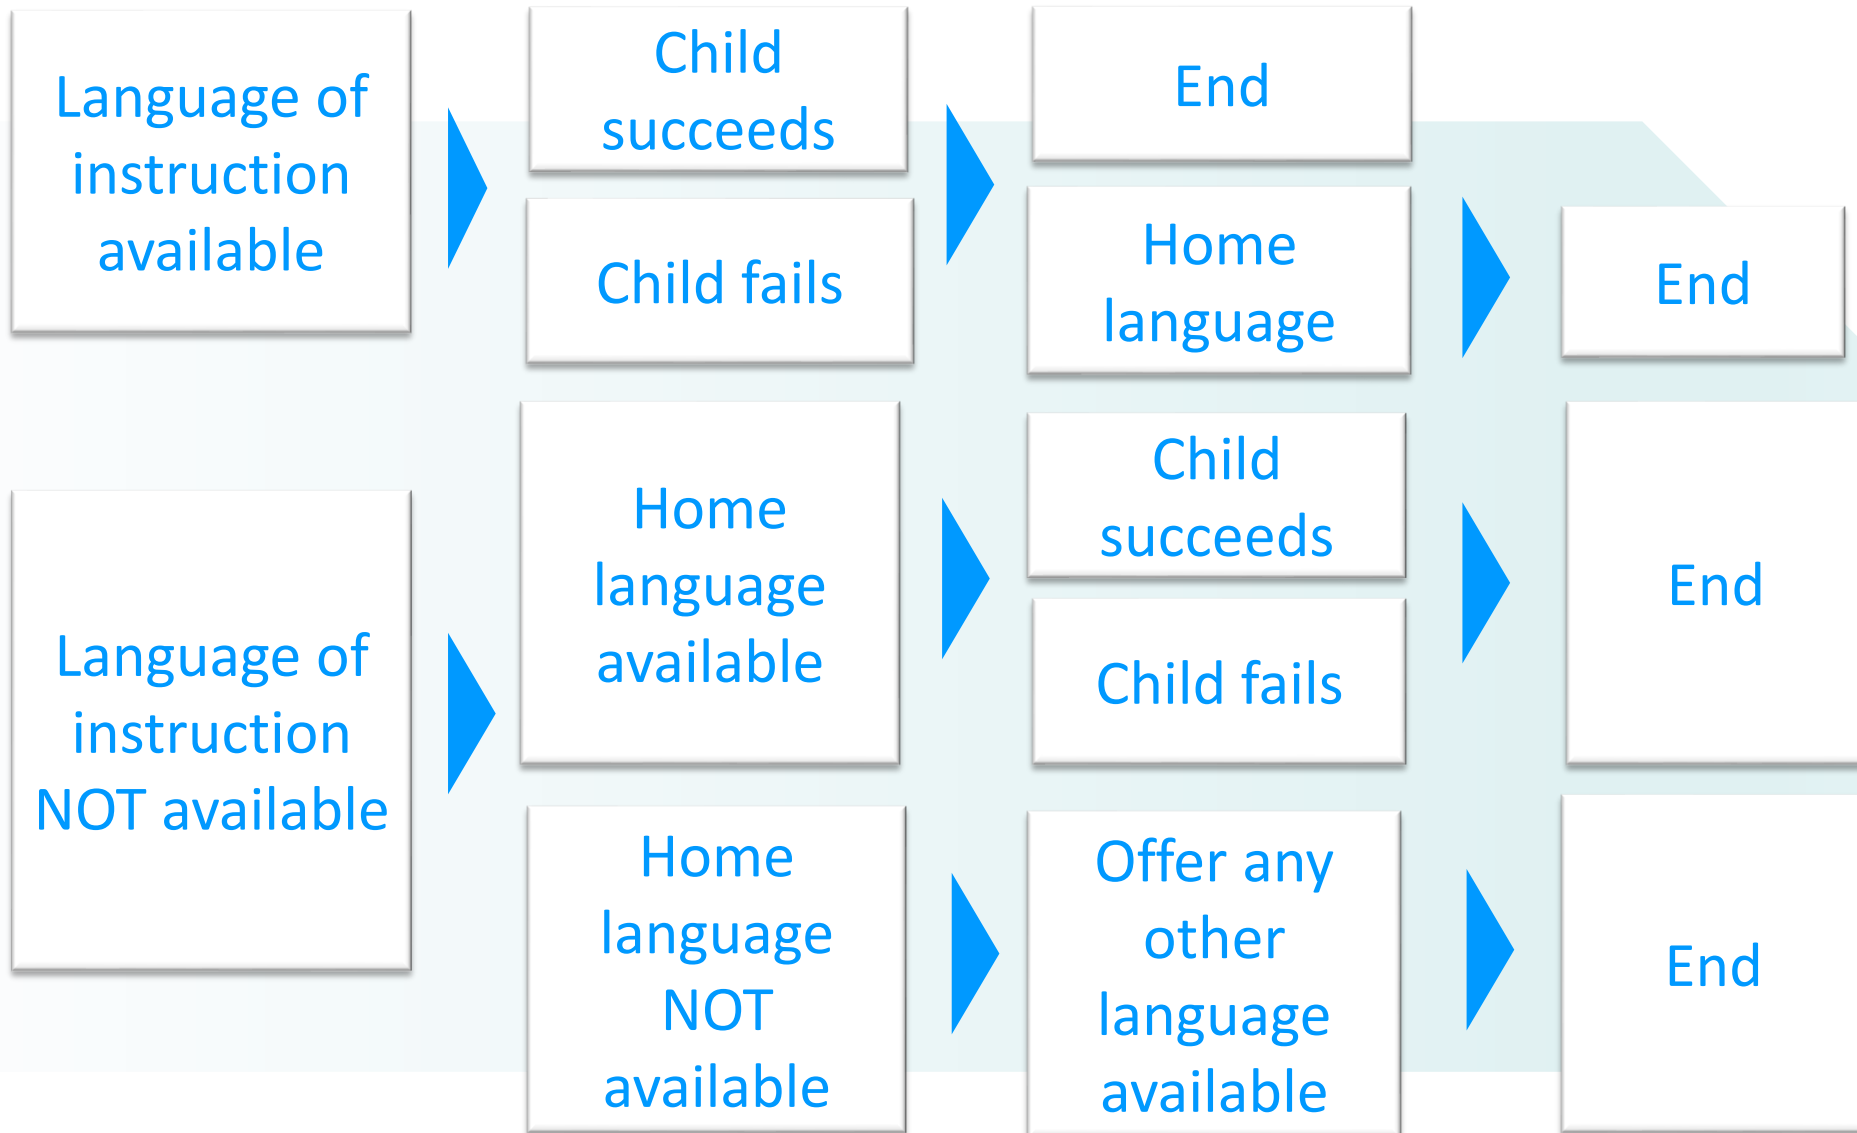 Language of
instruction
available
Child
succeeds
End
Child fails
Home
language
End
Language of
instruction
NOT available
Home
language
available
Child
succeeds
Child fails
End
Home
language
NOT
available
Offer any
other
language
available
End